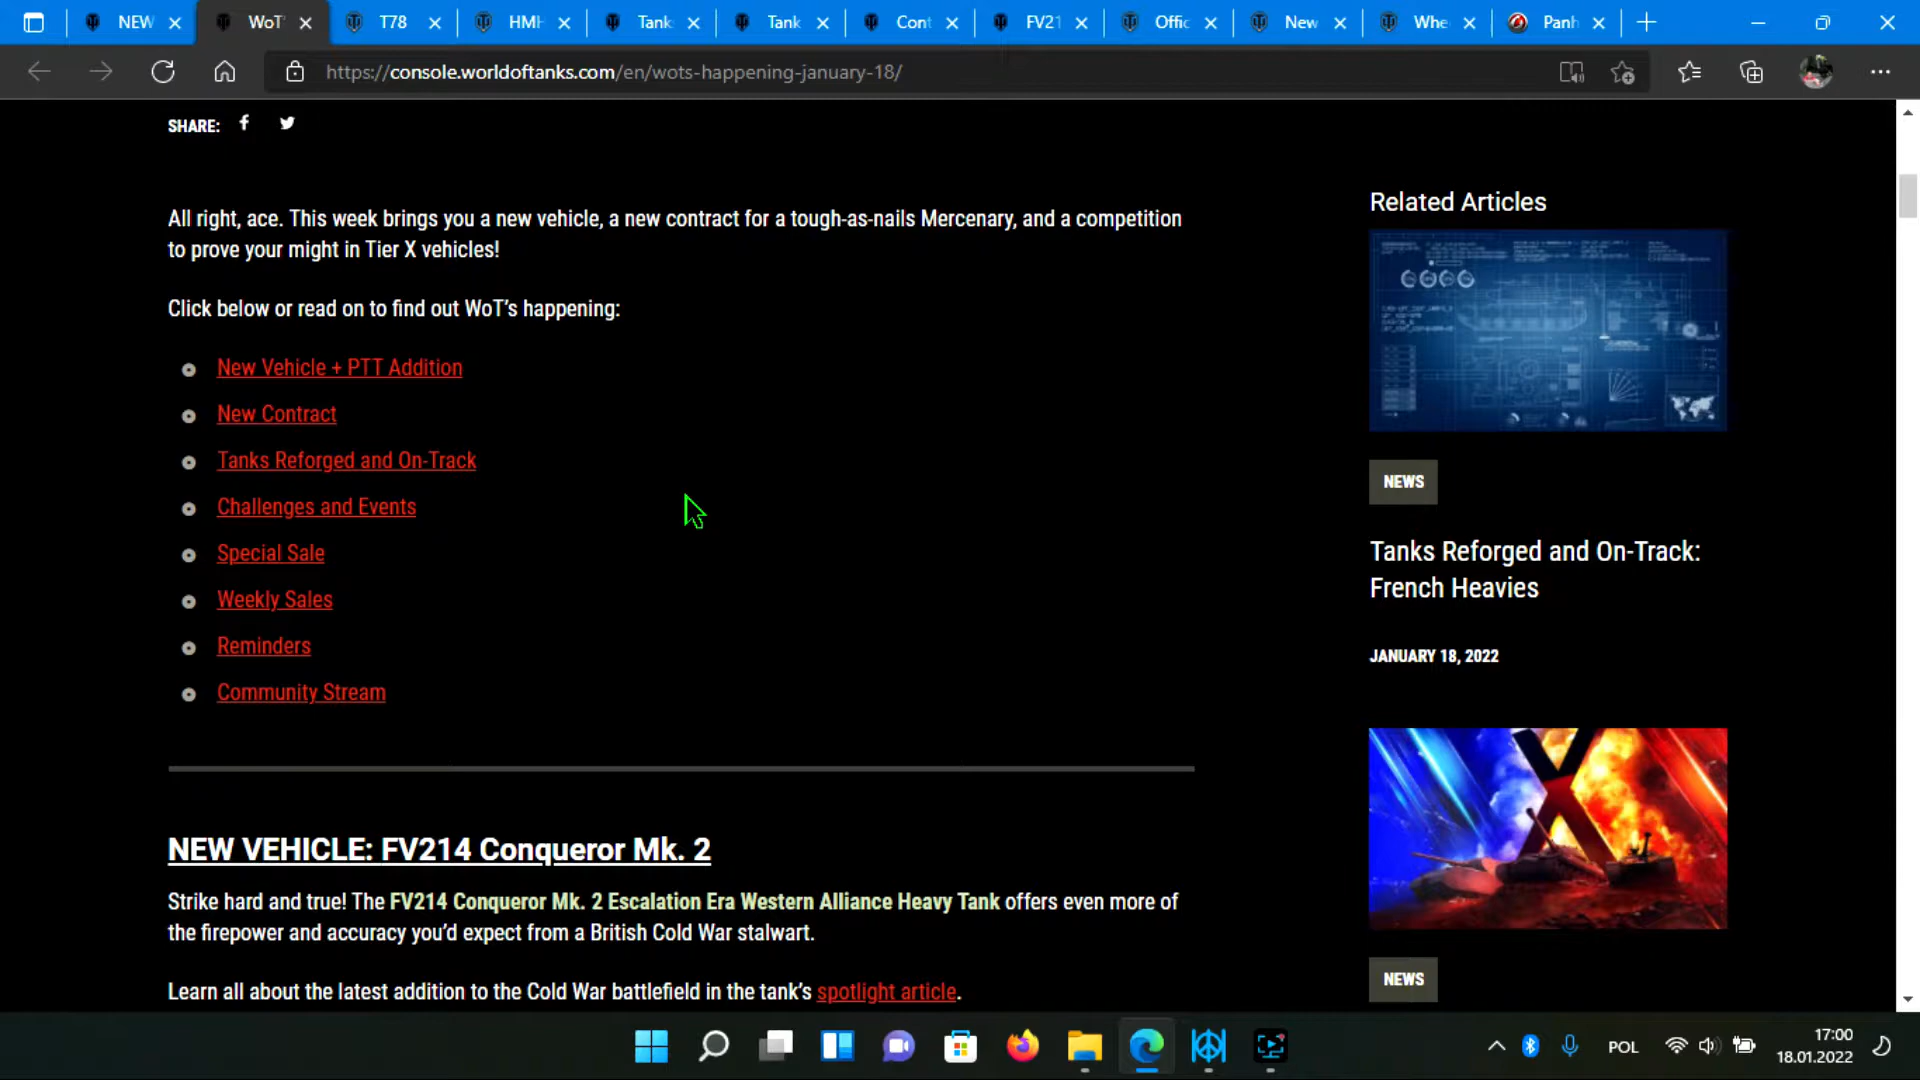 NEW
WoT'
T78
HMH
Tank
Tank
Cont
FV21
Offic
New
Whe
Panh
https://console.worldoftanks.com/en/wots-happening-january-18/
SHARE:
All right, ace. This week brings you a new vehicle, a new contract for a tough-as-nails Mercenary, and a competition
to prove your might in Tier X vehicles!
Click below or read on to find out WoT's happening:
New Vehicle + PTT Addition
New Contract
Tanks Reforged and On-Track
Challenges and Events
Special Sale
Weekly Sales
Reminders
Community Stream
NEW VEHICLE: FV214 Conqueror Mk. 2
Strike hard and true! The FV214 Conqueror Mk. 2 Escalation Era Western Alliance Heavy Tank offers even more of
the firepower and accuracy you'd expect from a British Cold War stalwart.
Learn all about the latest addition to the Cold War battlefield in the tank's spotlight article.
Related Articles
NEWS
Tanks Reforged and On-Track:
French Heavies
JANUARY 18, 2022
NEWS
POL
17:00
18.01.2022